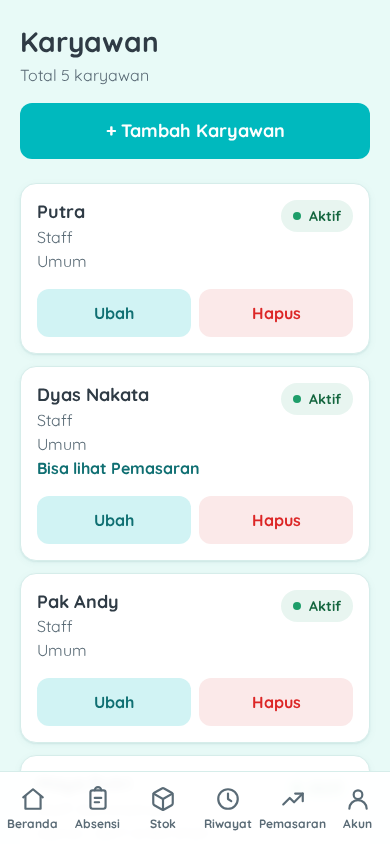 Karyawan
Total 5 karyawan
+ Tambah Karyawan
Putra
Aktif
Staff
Umum
Ubah
Hapus
Dyas Nakata
Aktif
Staff
Umum
Bisa lihat Pemasaran
Ubah
Hapus
Pak Andy
Aktif
Staff
Umum
Ubah
Hapus
Beranda
Absensi
Stok
Riwayat
Pemasaran
Akun